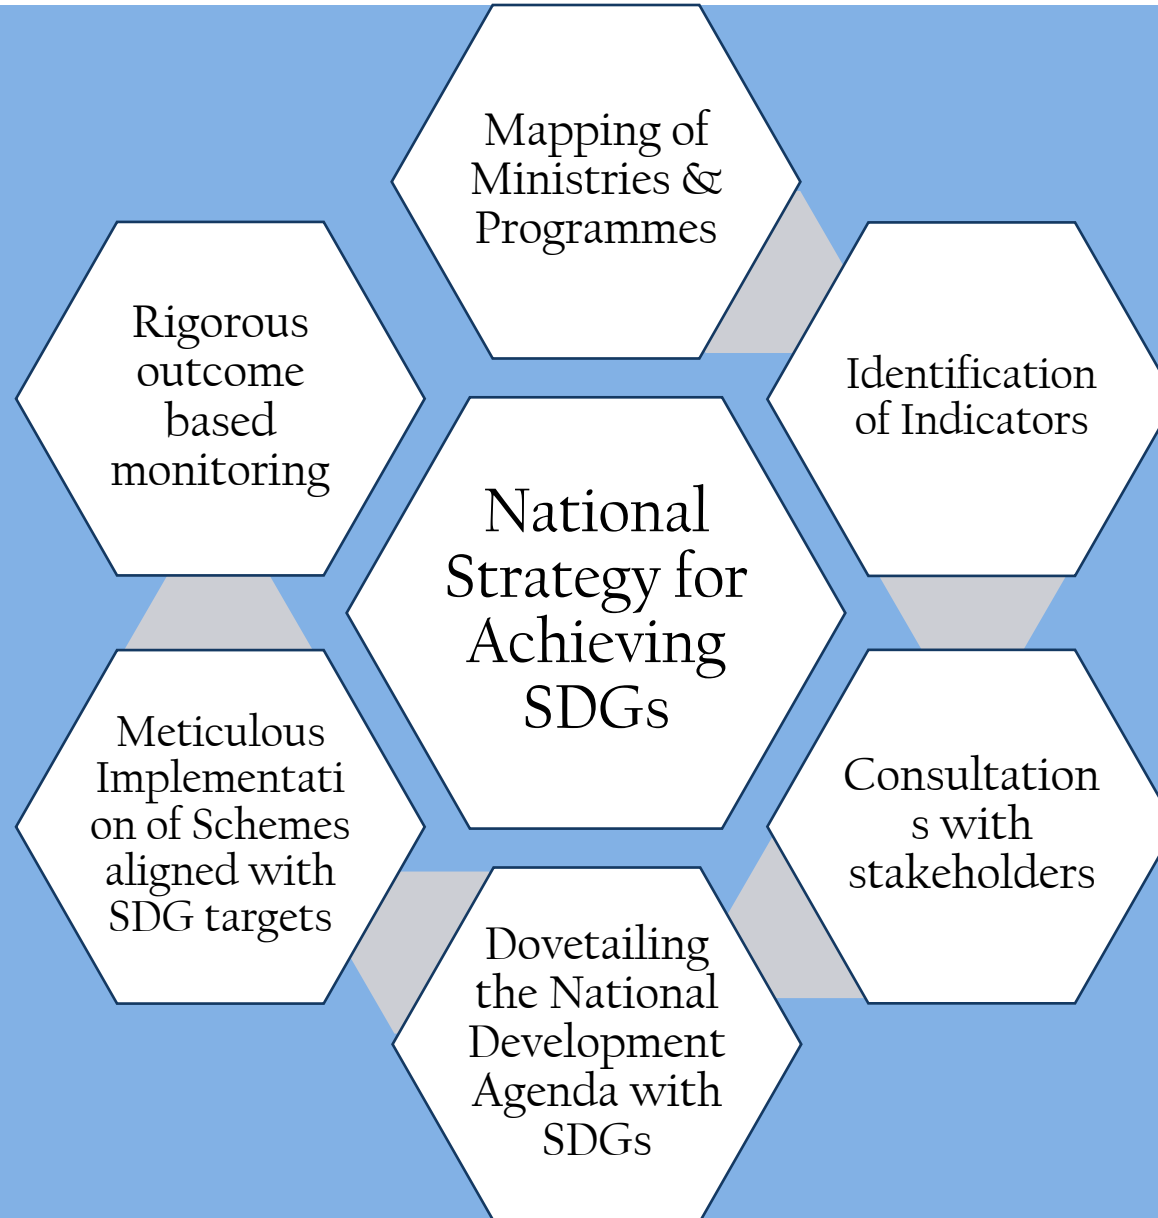 Mapping of
Ministries &
Programmes
Identification
of Indicators
Consultation
s with
stakeholders
Dovetailing
the National
Development
Agenda with
SDGs
Meticulous
Implementati
on of Schemes
aligned with
SDG targets
Rigorous
outcome
based
monitoring
National
Strategy for
Achieving
SDGs